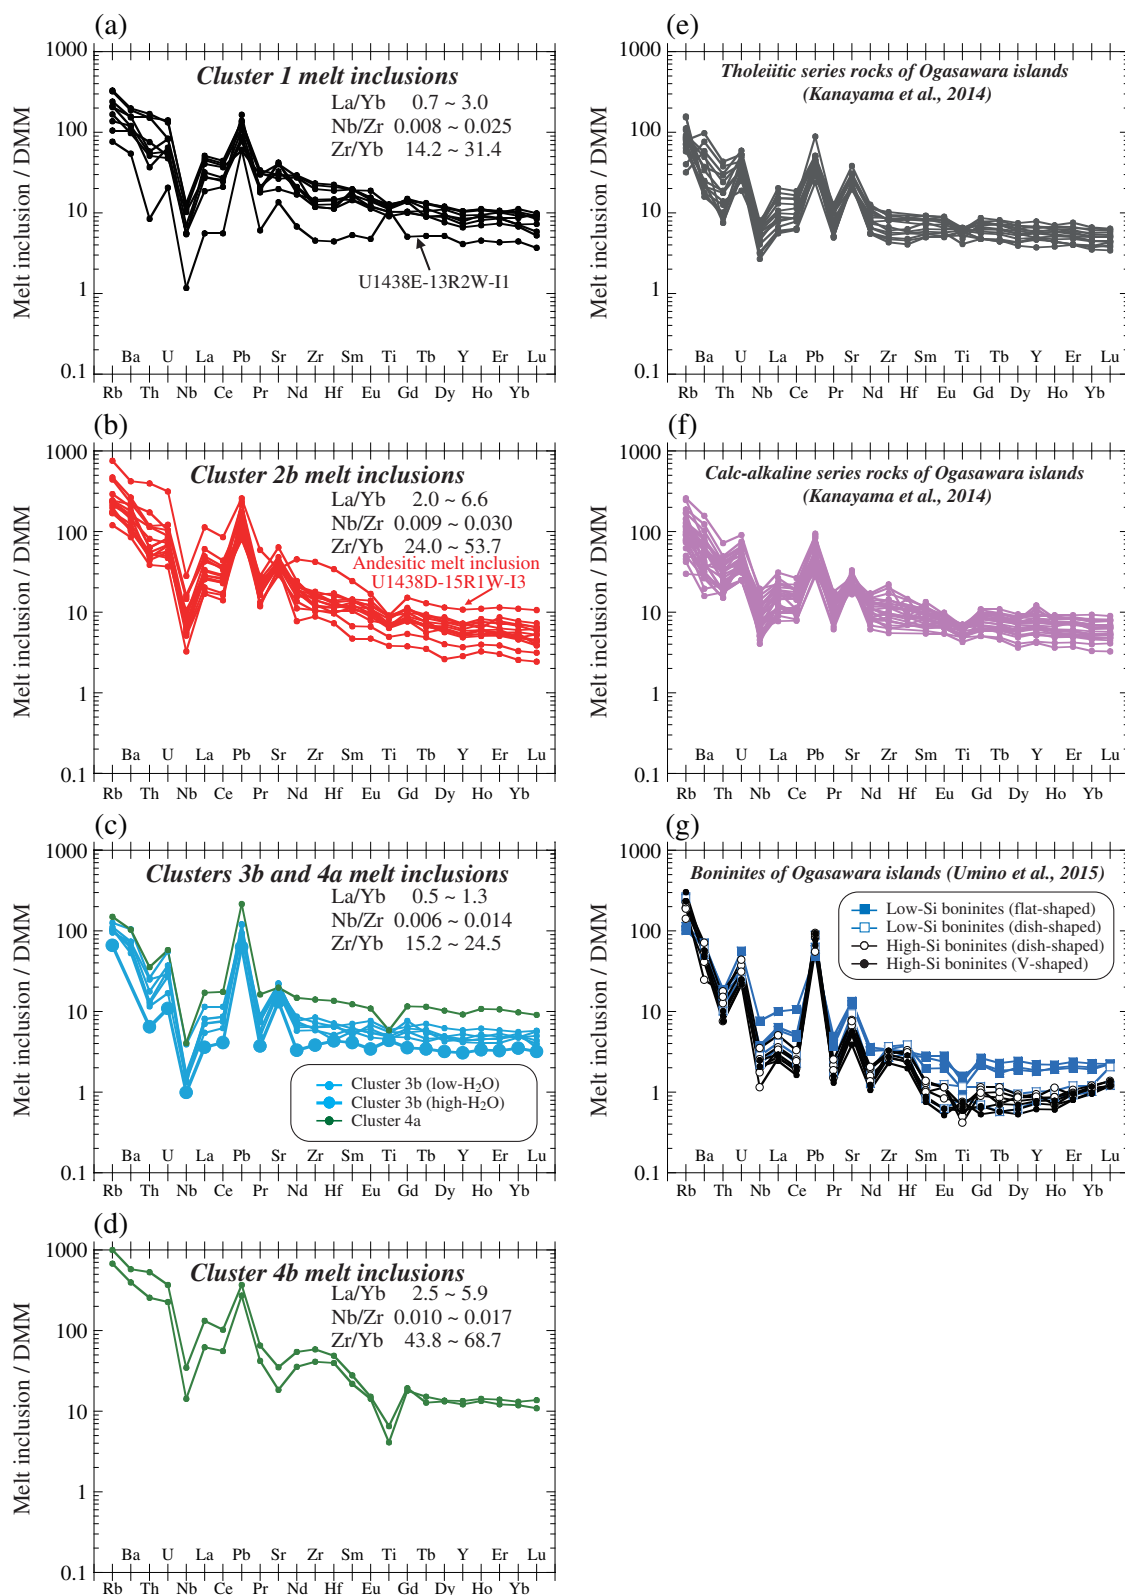 (a)
1000
100
10
1
0.1
Melt inclusion / DMM
Cluster 1 melt inclusions
La/Yb 0.7 ~ 3.0
Nb/Zr 0.008 ~ 0.025
Zr/Yb 14.2 ~ 31.4
U1438E-13R2W-I1
Ba U La Pb Sr Zr Sm Ti Tb Y Er Lu
Rb Th Nb Ce Pr Nd Hf Eu Gd Dy Ho Yb
(b)
1000
100
10
1
0.1
Melt inclusion / DMM
Cluster 2b melt inclusions
La/Yb 2.0 ~ 6.6
Nb/Zr 0.009 ~ 0.030
Zr/Yb 24.0 ~ 53.7
Andesitic melt inclusion
U1438D-15R1W-I3
Ba U La Pb Sr Zr Sm Ti Tb Y Er Lu
Rb Th Nb Ce Pr Nd Hf Eu Gd Dy Ho Yb
(c)
1000
100
10
1
0.1
Melt inclusion / DMM
Clusters 3b and 4a melt inclusions
La/Yb 0.5 ~ 1.3
Nb/Zr 0.006 ~ 0.014
Zr/Yb 15.2 ~ 24.5
Cluster 3b (low-H2O)
Cluster 3b (high-H2O)
Cluster 4a
Ba U La Pb Sr Zr Sm Ti Tb Y Er Lu
Rb Th Nb Ce Pr Nd Hf Eu Gd Dy Ho Yb
(d)
1000
100
10
1
0.1
Melt inclusion / DMM
Cluster 4b melt inclusions
La/Yb 2.5 ~ 5.9
Nb/Zr 0.010 ~ 0.017
Zr/Yb 43.8 ~ 68.7
Ba U La Pb Sr Zr Sm Ti Tb Y Er Lu
Rb Th Nb Ce Pr Nd Hf Eu Gd Dy Ho Yb
(e)
1000
100
10
1
0.1
Melt inclusion / DMM
Tholeiitic series rocks of Ogasawara islands
(Kanayama et al., 2014)
Ba U La Pb Sr Zr Sm Ti Tb Y Er Lu
Rb Th Nb Ce Pr Nd Hf Eu Gd Dy Ho Yb
(f)
1000
100
10
1
0.1
Melt inclusion / DMM
Calc-alkaline series rocks of Ogasawara islands
(Kanayama et al., 2014)
Ba U La Pb Sr Zr Sm Ti Tb Y Er Lu
Rb Th Nb Ce Pr Nd Hf Eu Gd Dy Ho Yb
(g)
1000
100
10
1
0.1
Melt inclusion / DMM
Boninites of Ogasawara islands (Umino et al., 2015)
Low-Si boninites (flat-shaped)
Low-Si boninites (dish-shaped)
High-Si boninites (dish-shaped)
High-Si boninites (V-shaped)
Ba U La Pb Sr Zr Sm Ti Tb Y Er Lu
Rb Th Nb Ce Pr Nd Hf Eu Gd Dy Ho Yb